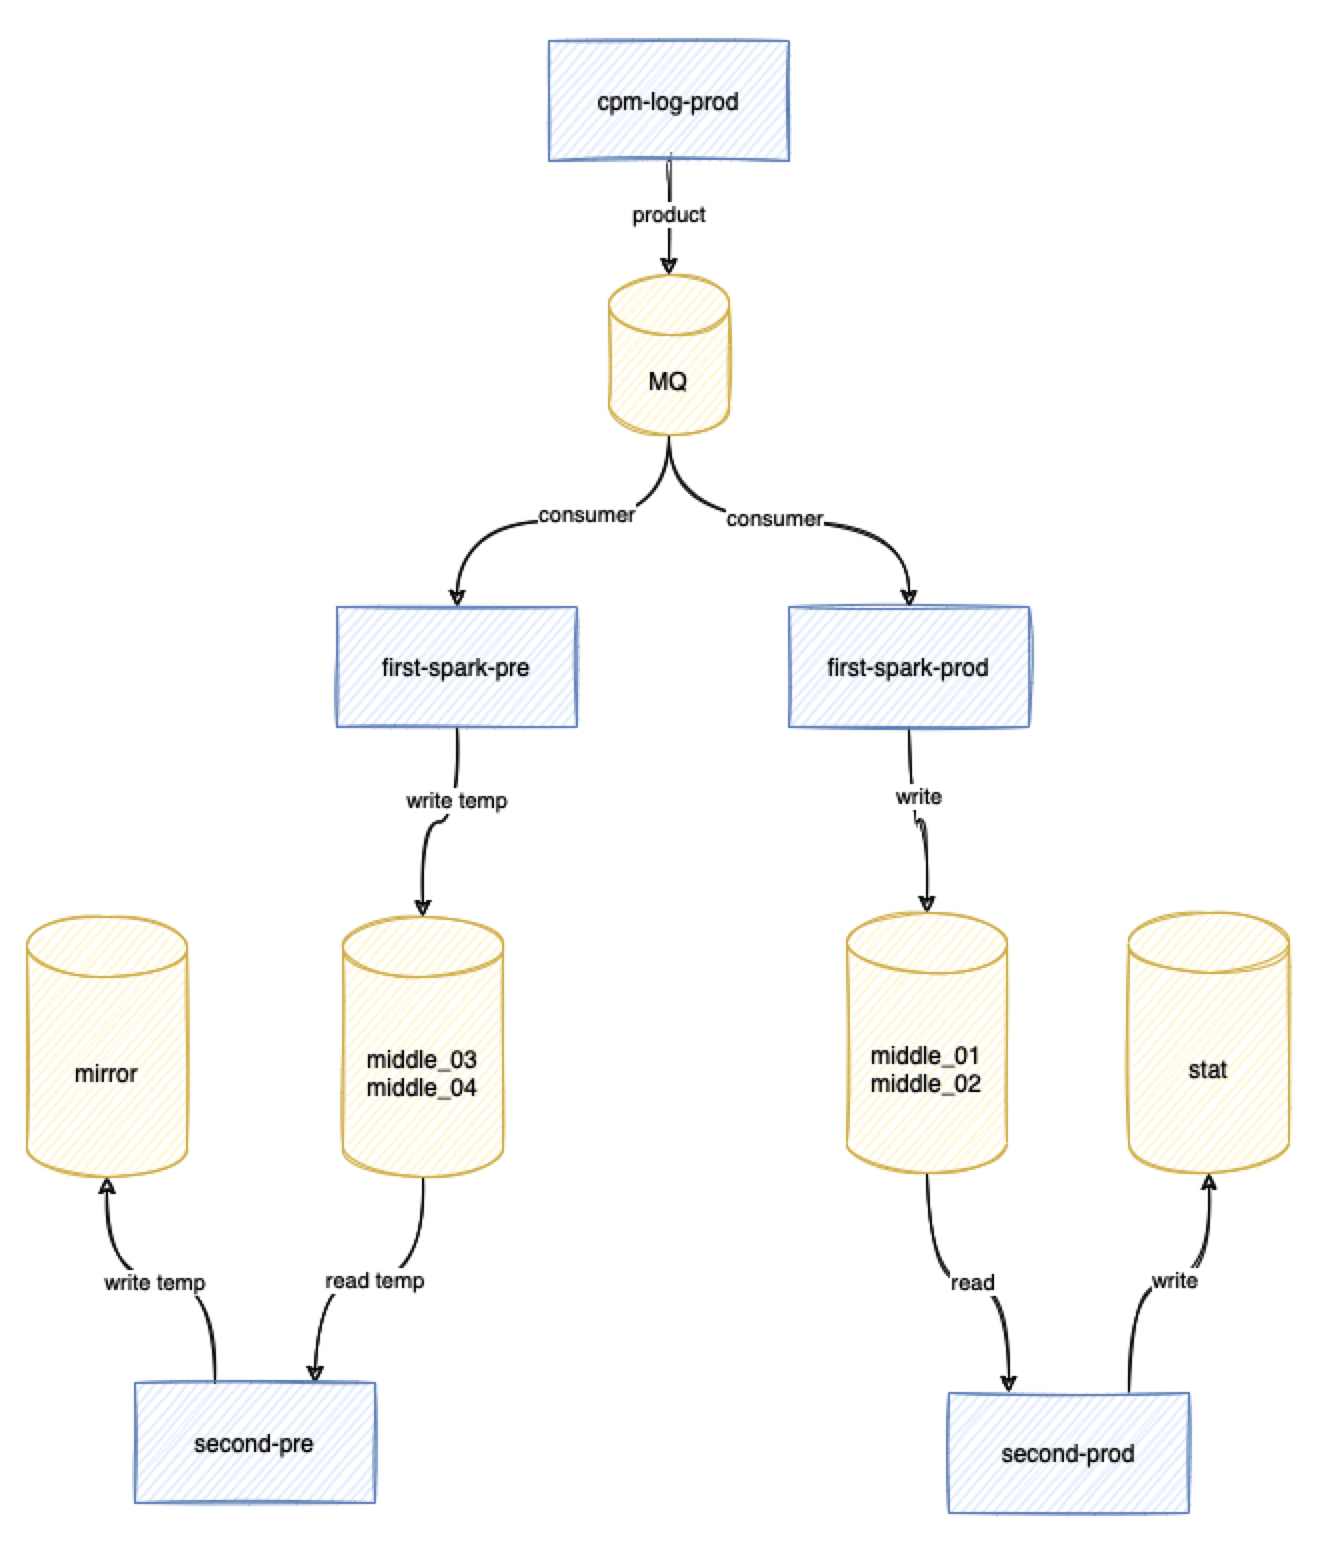 cpm-log-prod
product
MQ
consumer
consumer
first-spark-pre
first-spark-prod
write temp
write
mirror
middle_03
middle_04
middle_01
middle_02
stat
write temp
read temp
read
write
second-pre
second-prod